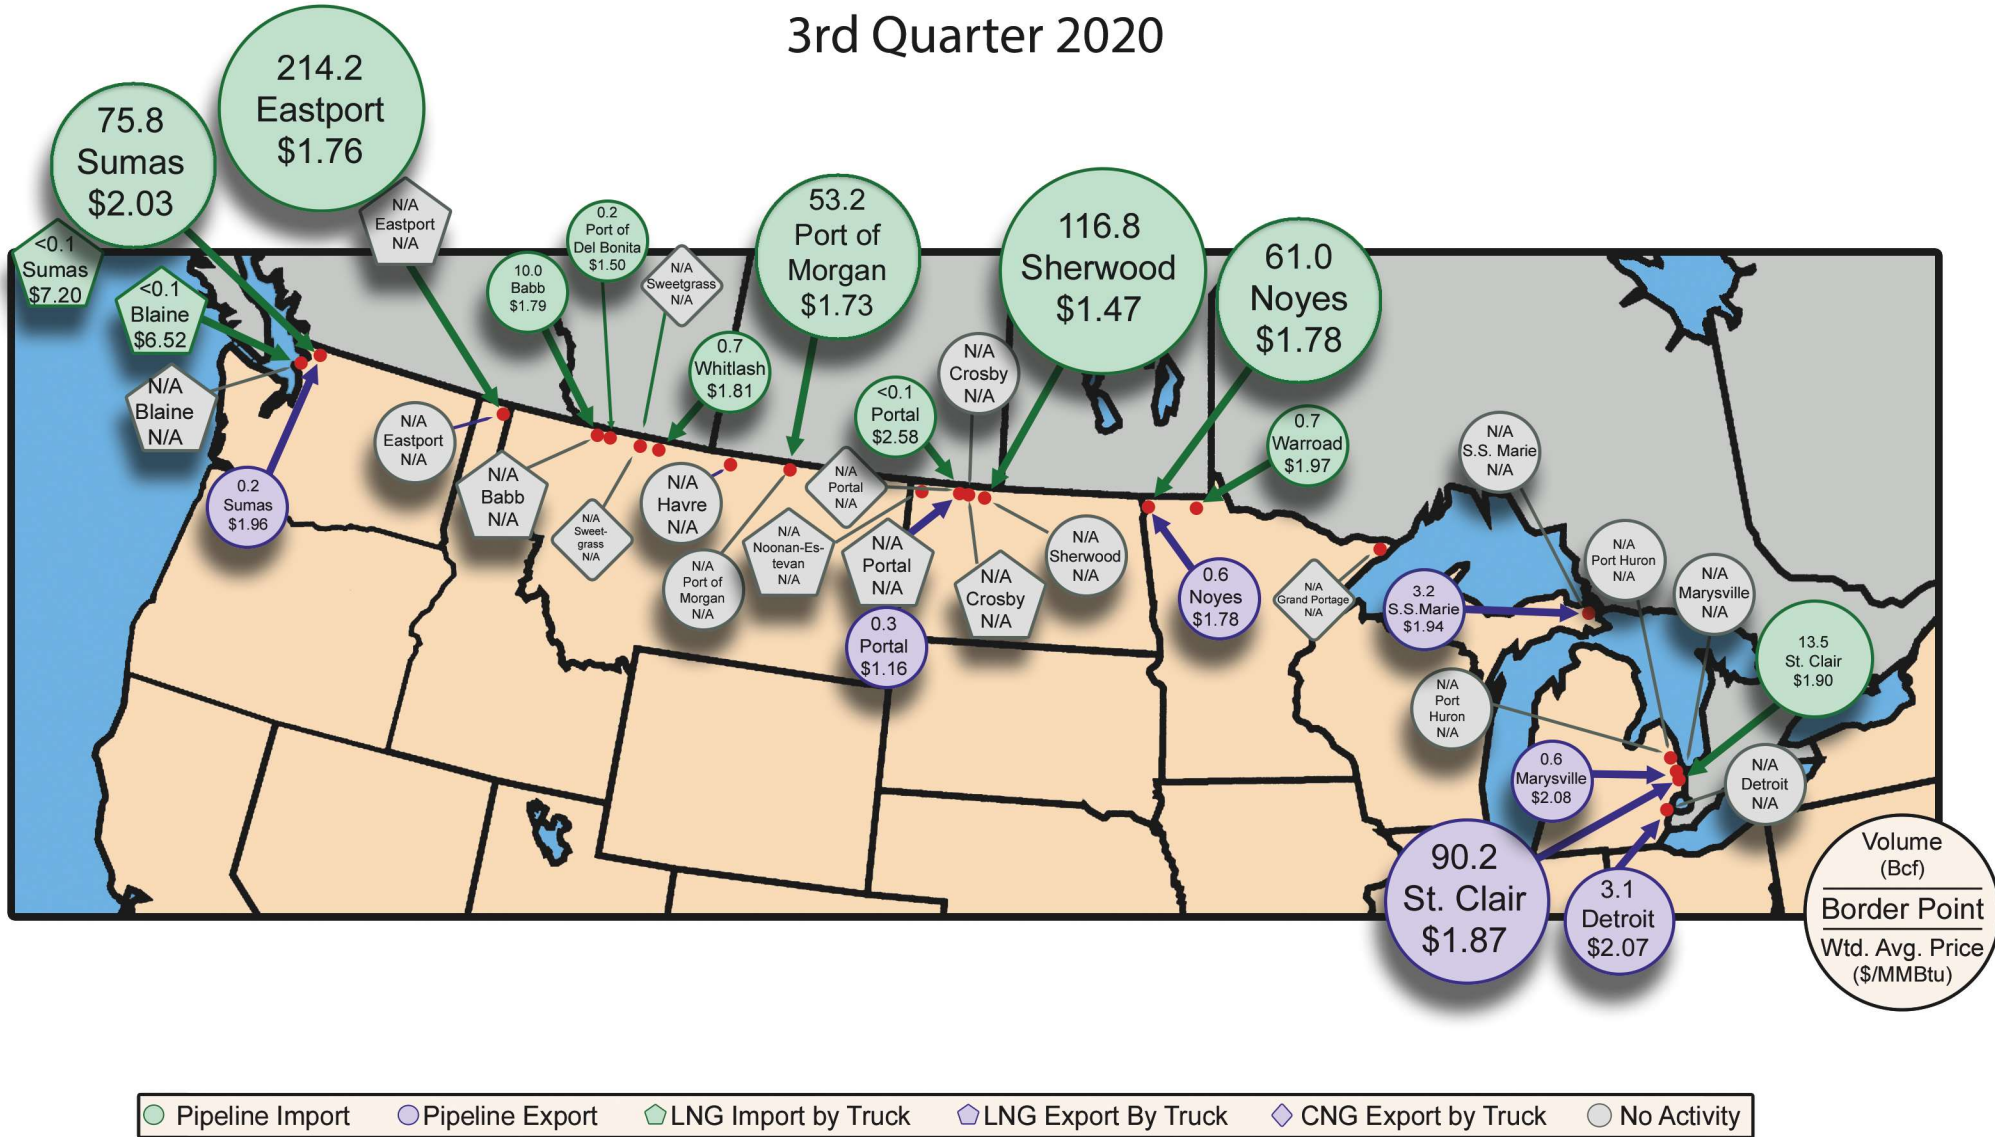 3rd Quarter 2020
214.2
Eastport
$1.76
75.8
Sumas
$2.03
<0.1
Sumas
$7.20
<0.1
Blaine
$6.52
N/A
Blaine
N/A
0.2
Sumas
$1.96
N/A
Eastport
N/A
N/A
Eastport
N/A
10.0
Babb
$1.79
0.2
Port of
Del Bonita
$1.50
N/A
Sweetgrass
N/A
0.7
Whitlash
$1.81
53.2
Port of
Morgan
$1.73
N/A
Babb
N/A
N/A
Sweet-
grass
N/A
N/A
Havre
N/A
N/A
Port of
Morgan
N/A
N/A
Noonan-Es-
tevan
N/A
N/A
Portal
N/A
<0.1
Portal
$2.58
N/A
Crosby
N/A
116.8
Sherwood
$1.47
61.0
Noyes
$1.78
0.7
Warroad
$1.97
N/A
Portal
N/A
0.3
Portal
$1.16
N/A
Crosby
N/A
N/A
Sherwood
N/A
0.6
Noyes
$1.78
N/A
Grand Portage
N/A
3.2
S.S.Marie
$1.94
N/A
S.S. Marie
N/A
N/A
Port Huron
N/A
N/A
Marysville
N/A
13.5
St. Clair
$1.90
N/A
Port
Huron
N/A
0.6
Marysville
$2.08
N/A
Detroit
N/A
90.2
St. Clair
$1.87
3.1
Detroit
$2.07
Volume
(Bcf)
Border Point
Wtd. Avg. Price
($/MMBtu)
Pipeline Import
Pipeline Export
LNG Import by Truck
LNG Export By Truck
CNG Export by Truck
No Activity